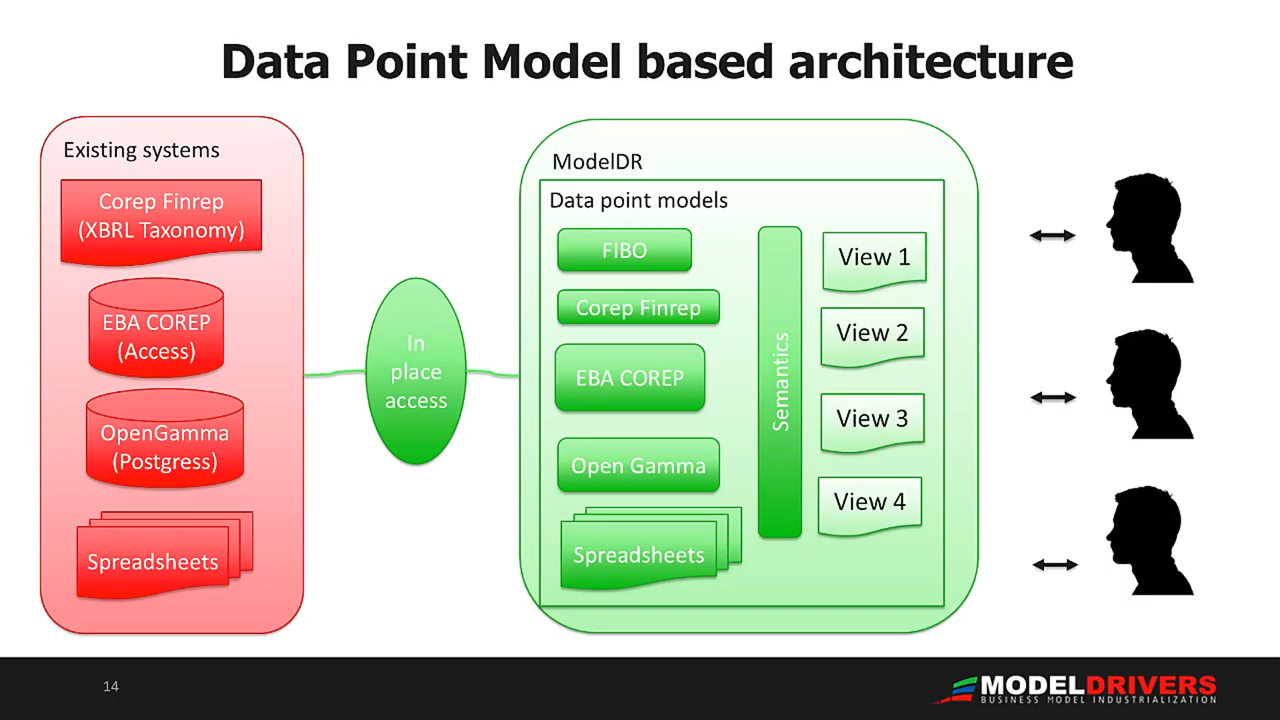 Data Point Model based architecture
Existing systems
Corep Finrep
(XBRL Taxonomy)
EBA COREP
(Access)
OpenGamma
(Postgress)
Spreadsheets
In
place
access
ModelDR
Data point models
FIBO
Corep Finrep
EBA COREP
Open Gamma
Spreadsheets
Semantics
View 1
View 2
View 3
View 4
14
MODELDRIVERS
BUSINESS MODEL INDUSTRIALIZATION